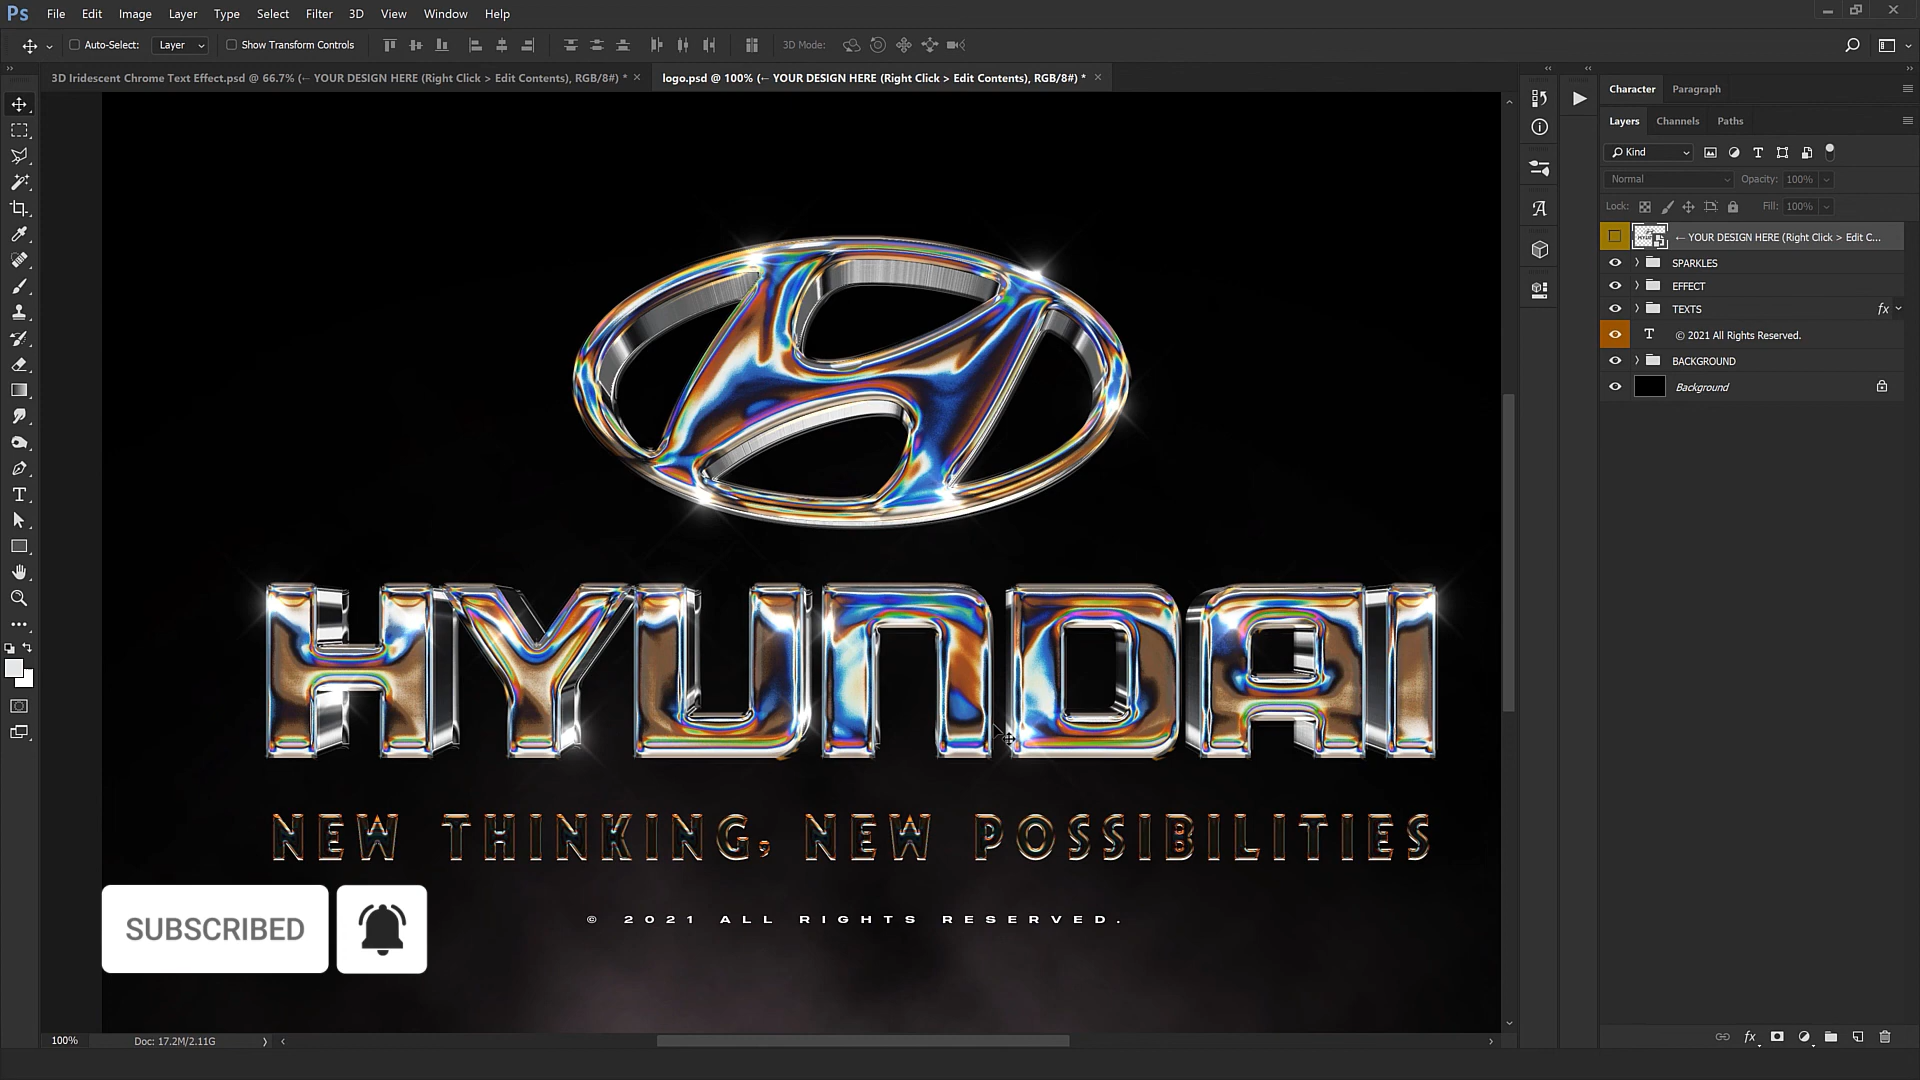 Ps File Edit Image Layer Type Select Filter 3D View Window Help
Auto-Select: Layer Show Transform Controls 3D Mode:
3D Iridescent Chrome Text Effect.psd @ 66.7% (← YOUR DESIGN HERE (Right Click > Edit Contents), RGB/8#) * × logo.psd @ 100% (← YOUR DESIGN HERE (Right Click > Edit Contents), RGB/8#) * ×
Character Paragraph
Layers Channels Paths
Kind
Normal Opacity: 100%
Lock: Fill: 100%
← YOUR DESIGN HERE (Right Click > Edit C...
SPARKLES
EFFECT
TEXTS fx
T © 2021 All Rights Reserved.
BACKGROUND
Background
HYUNDAI
NEW THINKING, NEW POSSIBILITIES
SUBSCRIBED
© 2021 ALL RIGHTS RESERVED.
100% Doc: 17.2M/2.11G
fx